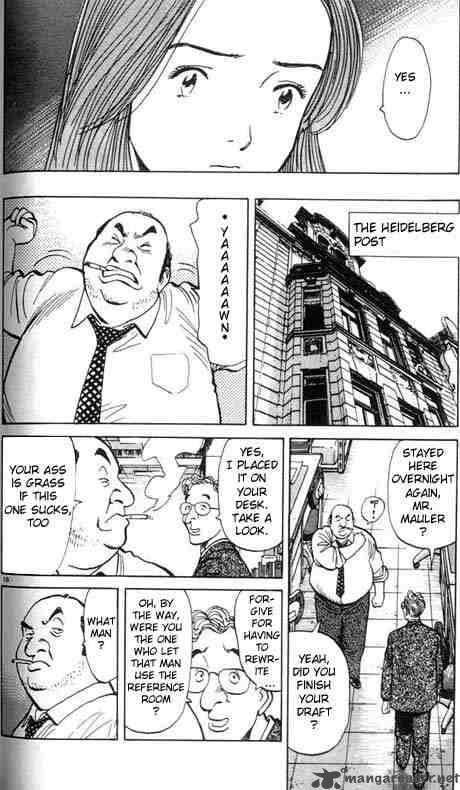 YES
...
THE HEIDELBERG
POST
• YAAAAAAWN •
STAYED
HERE
OVERNIGHT
AGAIN,
MR.
MAULER
?
YEAH,
DID YOU
FINISH
YOUR
DRAFT ?
YES,
I PLACED
IT ON
YOUR
DESK.
TAKE A
LOOK.
YOUR ASS
IS GRASS
IF THIS
ONE SUCKS,
TOO
FOR-
GIVE
FOR
HAVING
TO
REWR-
ITE ....
OH, BY
THE WAY,
WERE YOU
THE ONE
WHO LET
THAT MAN
USE THE
REFERENCE
ROOM
?
WHAT
MAN ?
mangareader.net